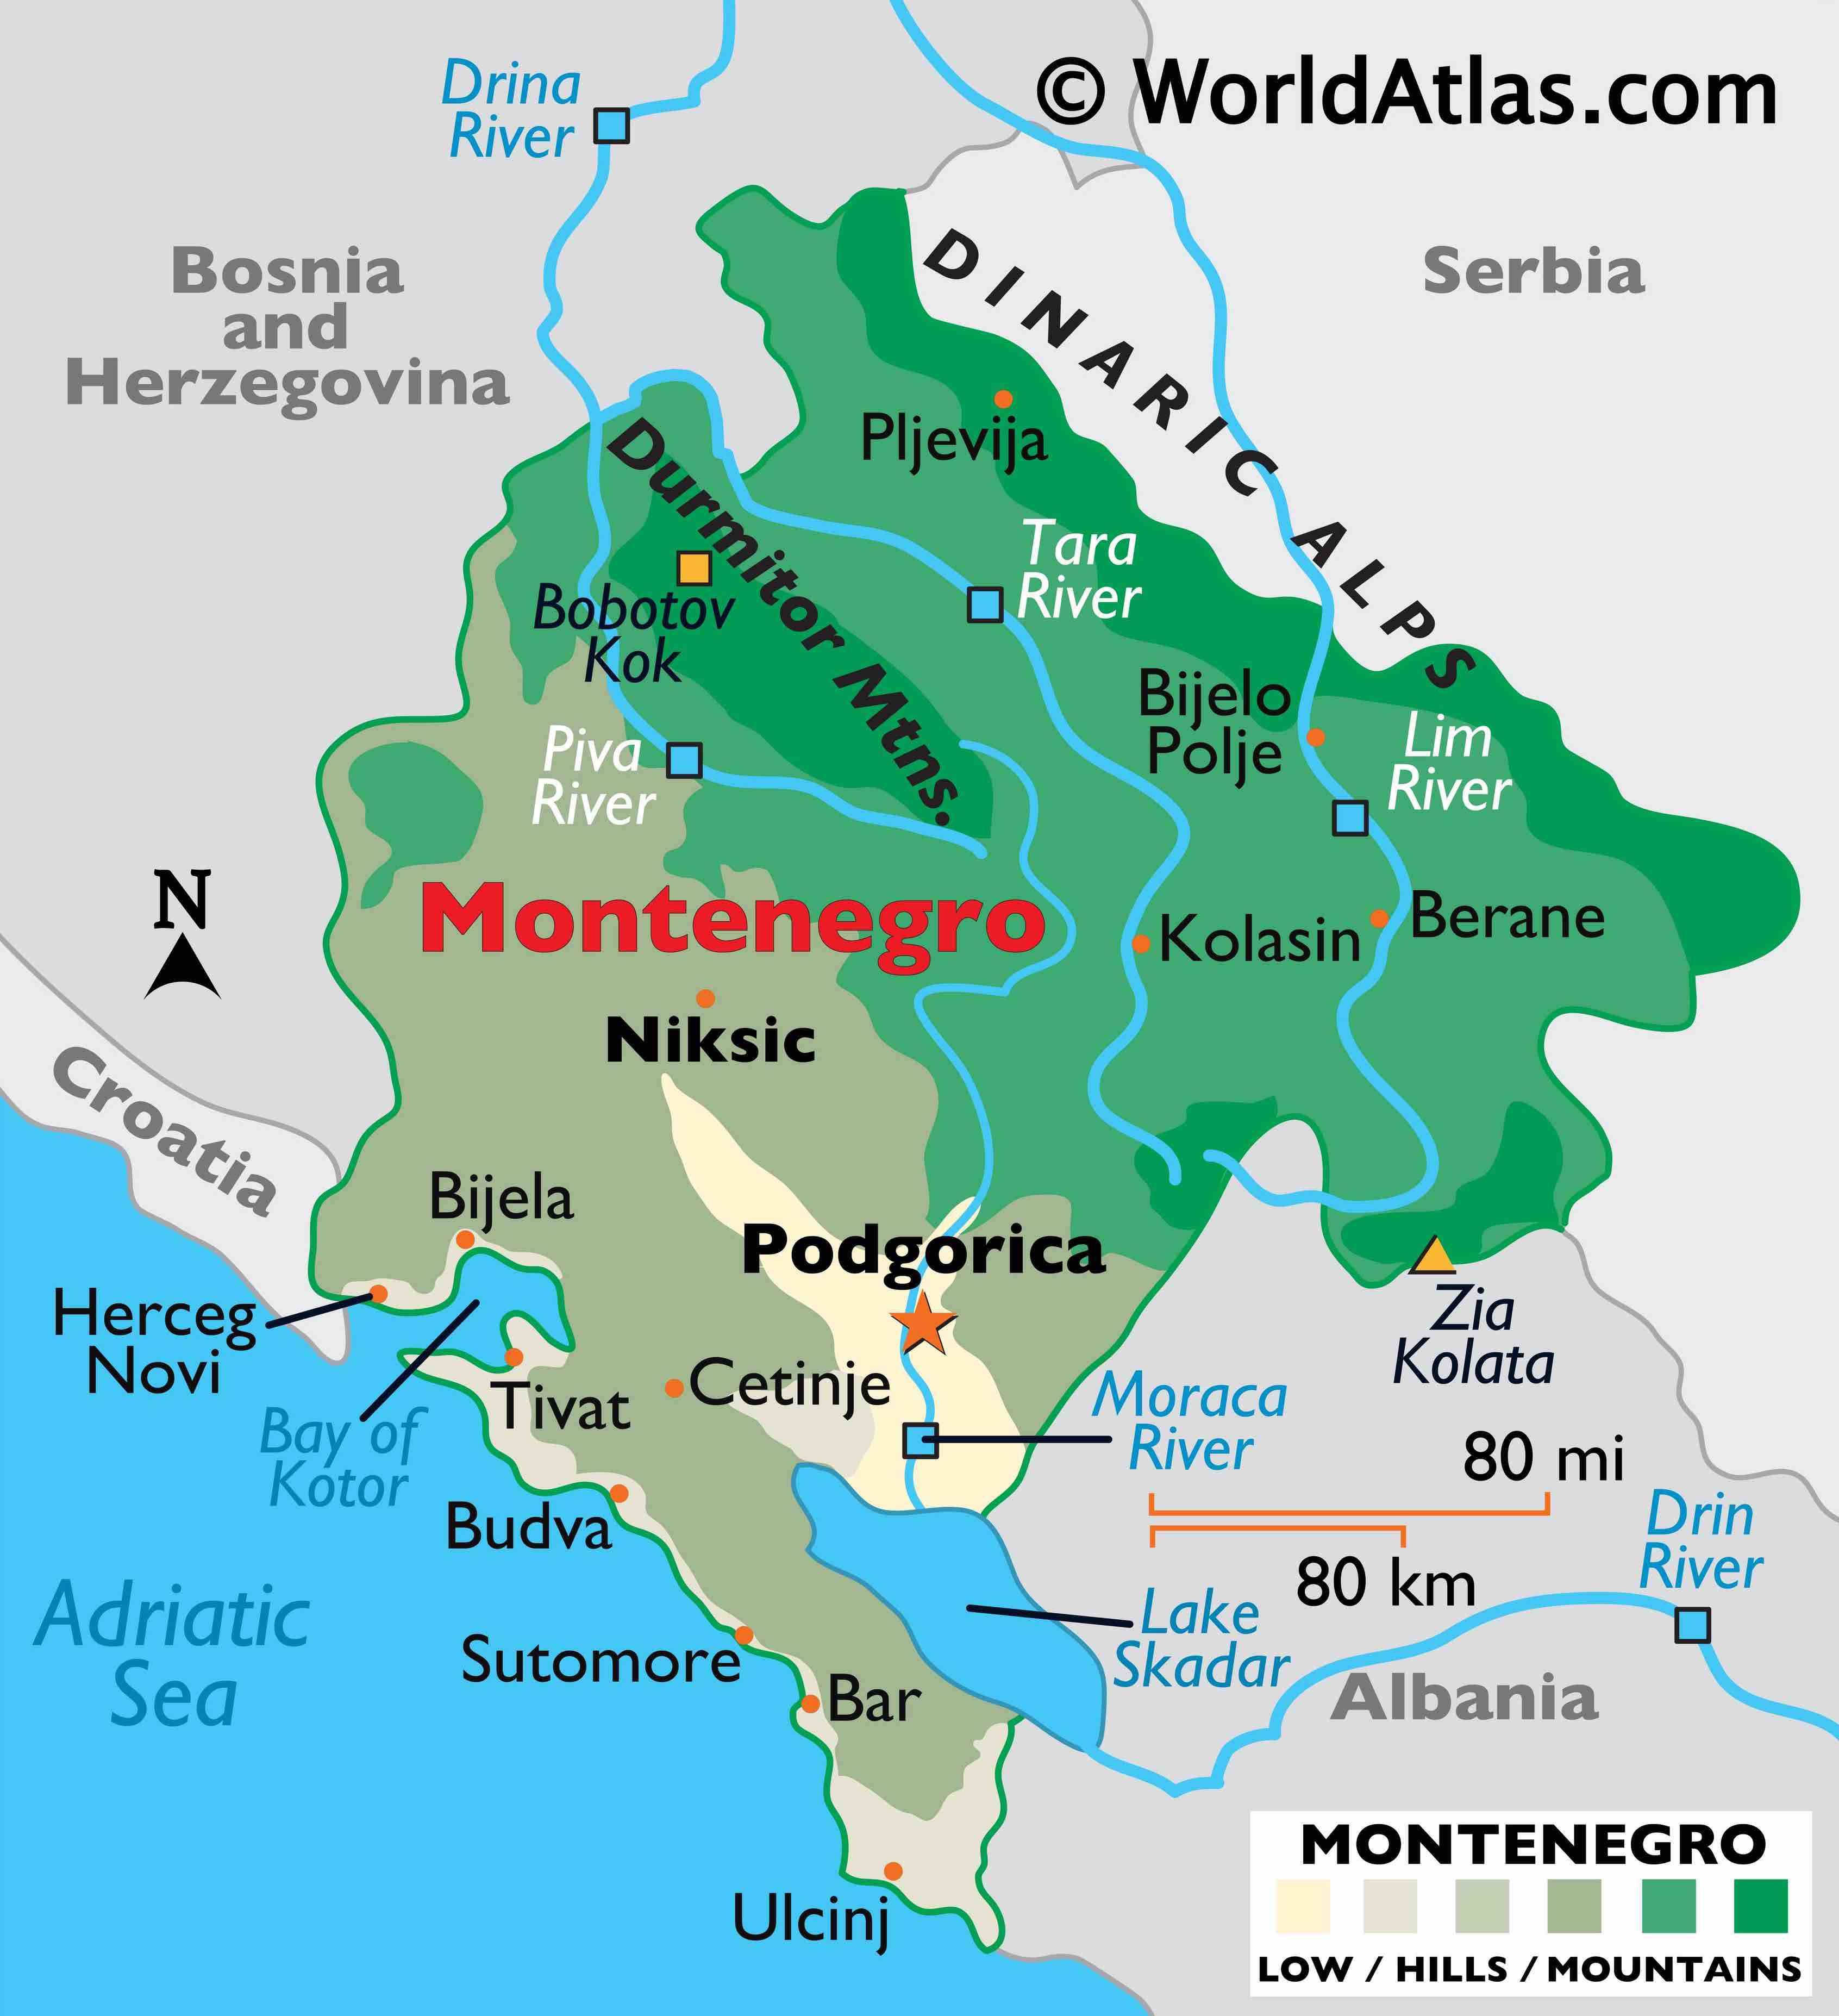 © WorldAtlas.com
Drina
River
Bosnia
and
Herzegovina
Serbia
DINARIC ALPS
Pljevija
Durmitor Mtns.
Tara
River
Bobotov
Kok
Bijelo
Polje
Lim
River
Piva
River
N
Montenegro
Kolasin
Berane
Niksic
Croatia
Bijela
Podgorica
Herceg
Novi
Zia
Kolata
Cetinje
Tivat
Moraca
River
Bay of
Kotor
80 mi
Budva
Drin
River
80 km
Adriatic
Sea
Lake
Skadar
Sutomore
Bar
Albania
Ulcinj
MONTENEGRO
LOW / HILLS / MOUNTAINS